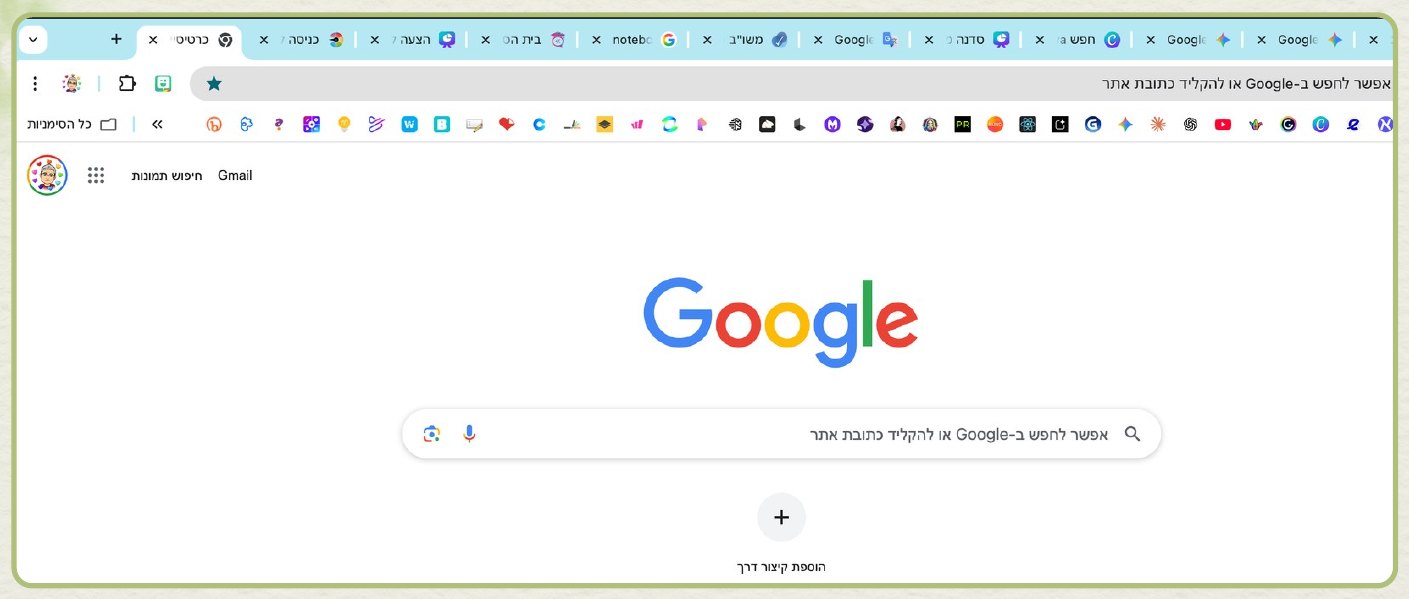 Google
Google
חפש
סדנה
Google
משו"ב
notebo
בית הס
הצעה
כניסה
כרטיסי
אפשר לחפש ב-Google או להקליד כתובת אתר
כל הסימניות
חיפוש תמונות Gmail
Google
אפשר לחפש ב-Google או להקליד כתובת אתר
הוספת קיצור דרך